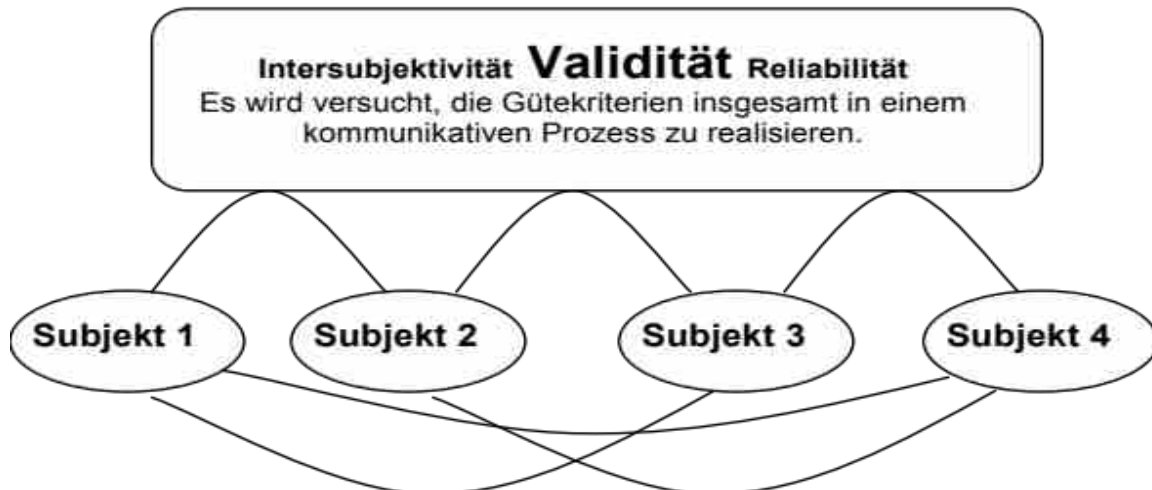 Intersubjektivität Validität Reliabilität
Es wird versucht, die Gütekriterien insgesamt in einem
kommunikativen Prozess zu realisieren.
Subjekt 1 Subjekt 2 Subjekt 3 Subjekt 4